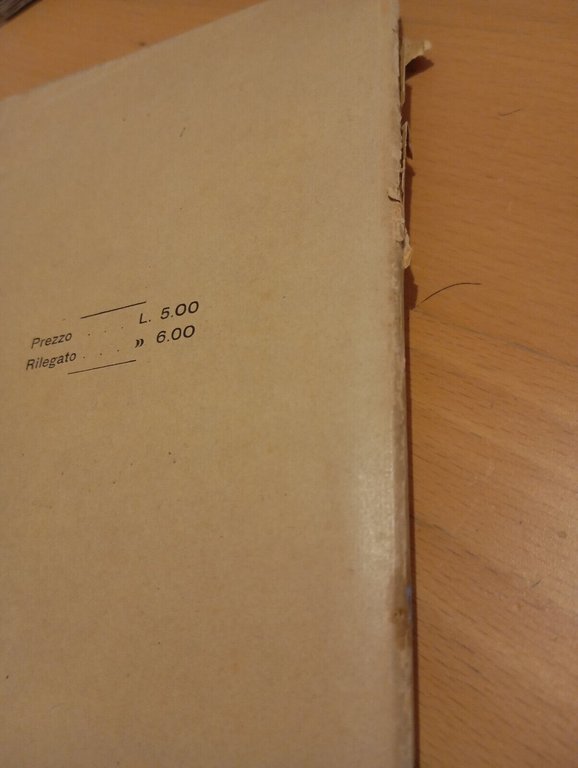 Prezzo . . . . L. 5.00
Rilegato . . . . » 6.00